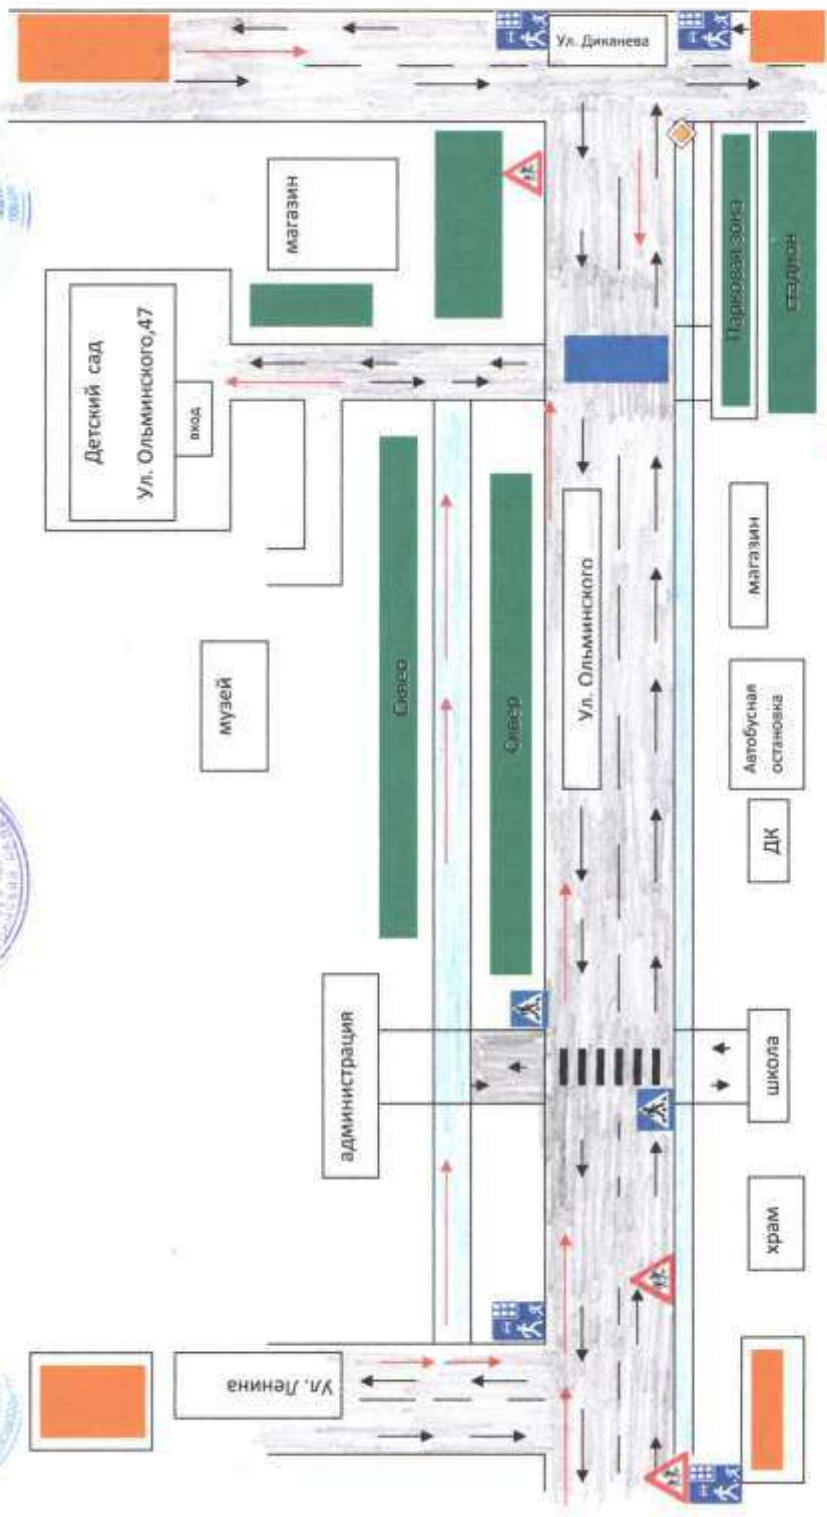 Ул. Диканева
магазин
Парковая зона
стадион
Детский сад
Ул. Ольминского,47
вход
магазин
Ул. Ольминского
музей
Сквер
Сквер
Автобусная
остановка
ДК
администрация
школа
храм
Ул. Ленина